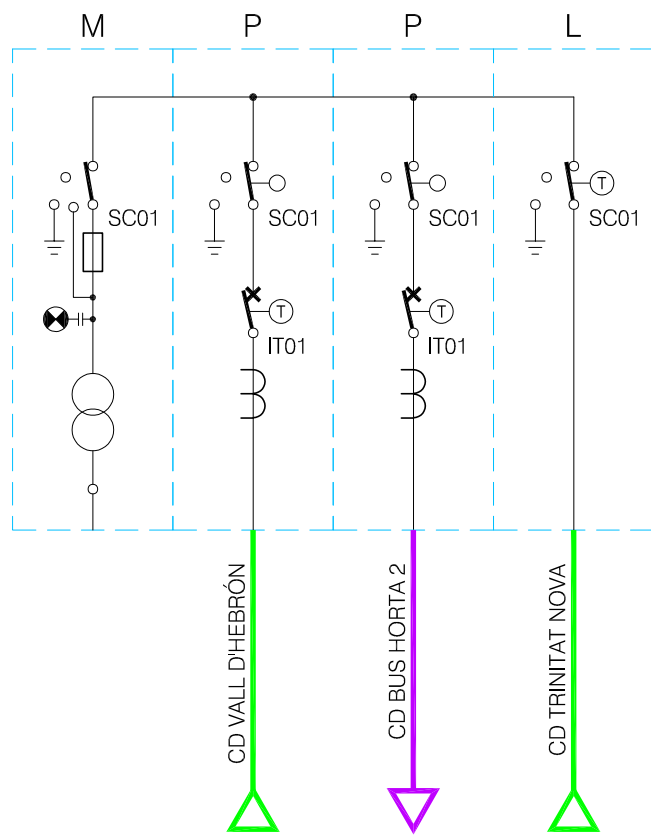 M
P
P
L
SC01
SC01
SC01
T
SC01
T
IT01
T
IT01
CD VALL D'HEBRÓN
CD BUS HORTA 2
CD TRINITAT NOVA